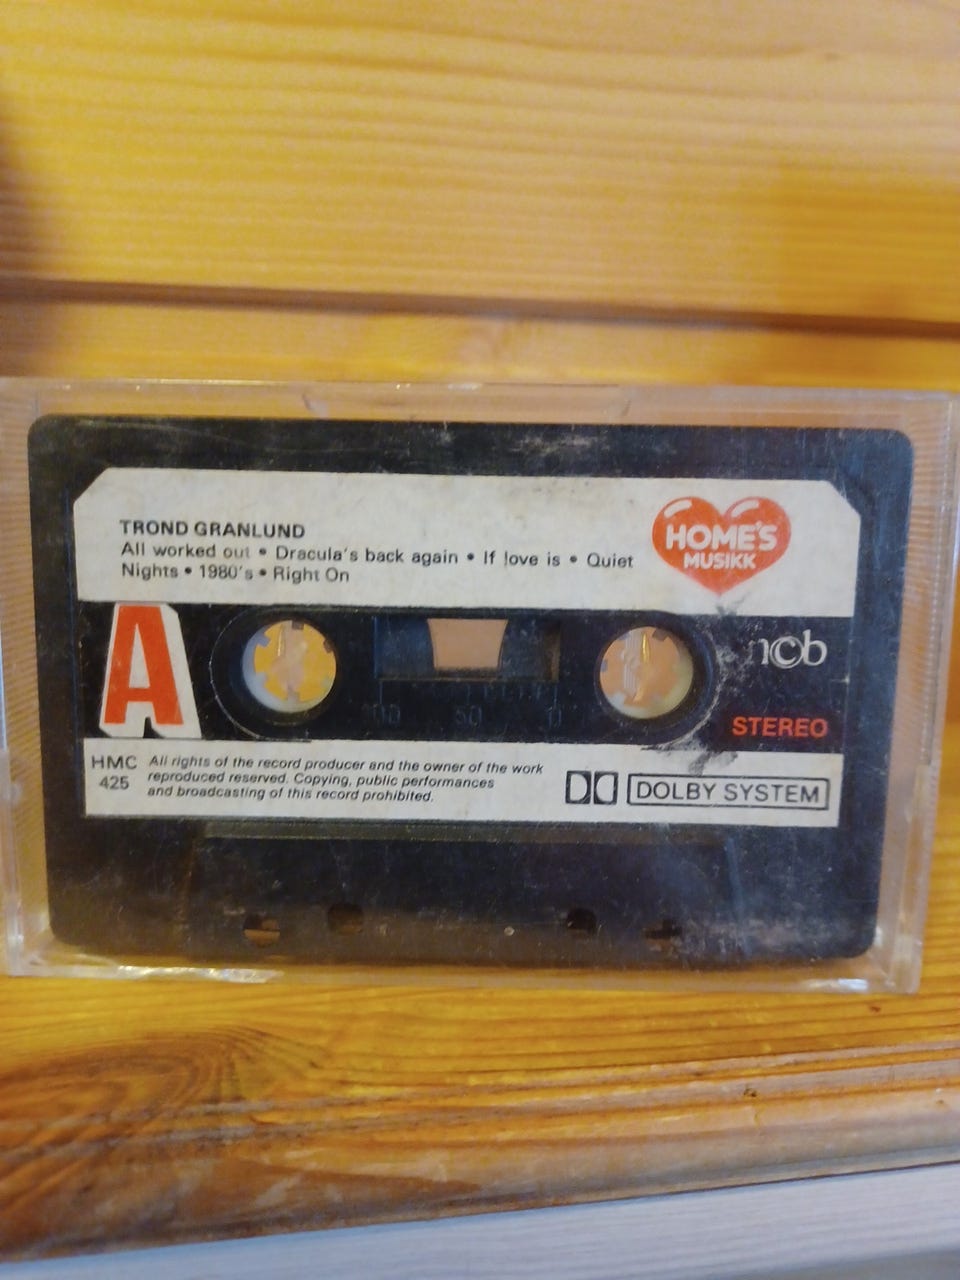 TROND GRANLUND
All worked out • Dracula's back again • If love is • Quiet
Nights • 1980's • Right On
HOME'S
MUSIKK
A
ncb
50
STEREO
HMC
425
All rights of the record producer and the owner of the work
reproduced reserved. Copying, public performances
and broadcasting of this record prohibited.
DOLBY SYSTEM